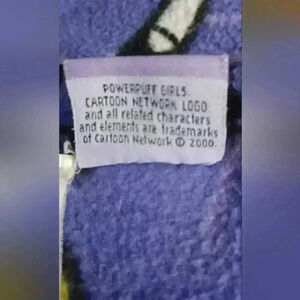 POWERPUFF GIRLS.
CARTOON NETWORK LOGO
and all related characters
and elements are trademarks
of Cartoon Network © 2000.